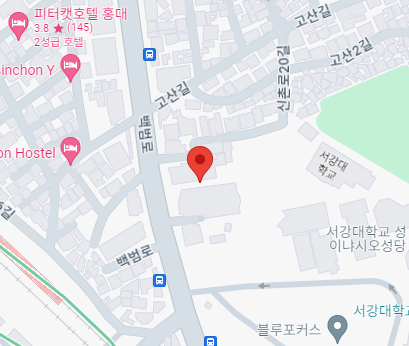 피터캣호텔 홍대
3.8 ★ (145)
2성급 호텔
고산길
sinchon Y
고산2길
신촌로20길
고산길
백범로
on Hostel
서강대
학교
길
서강대학교 성
이냐시오성당
백범로
서강대학교
블루포커스